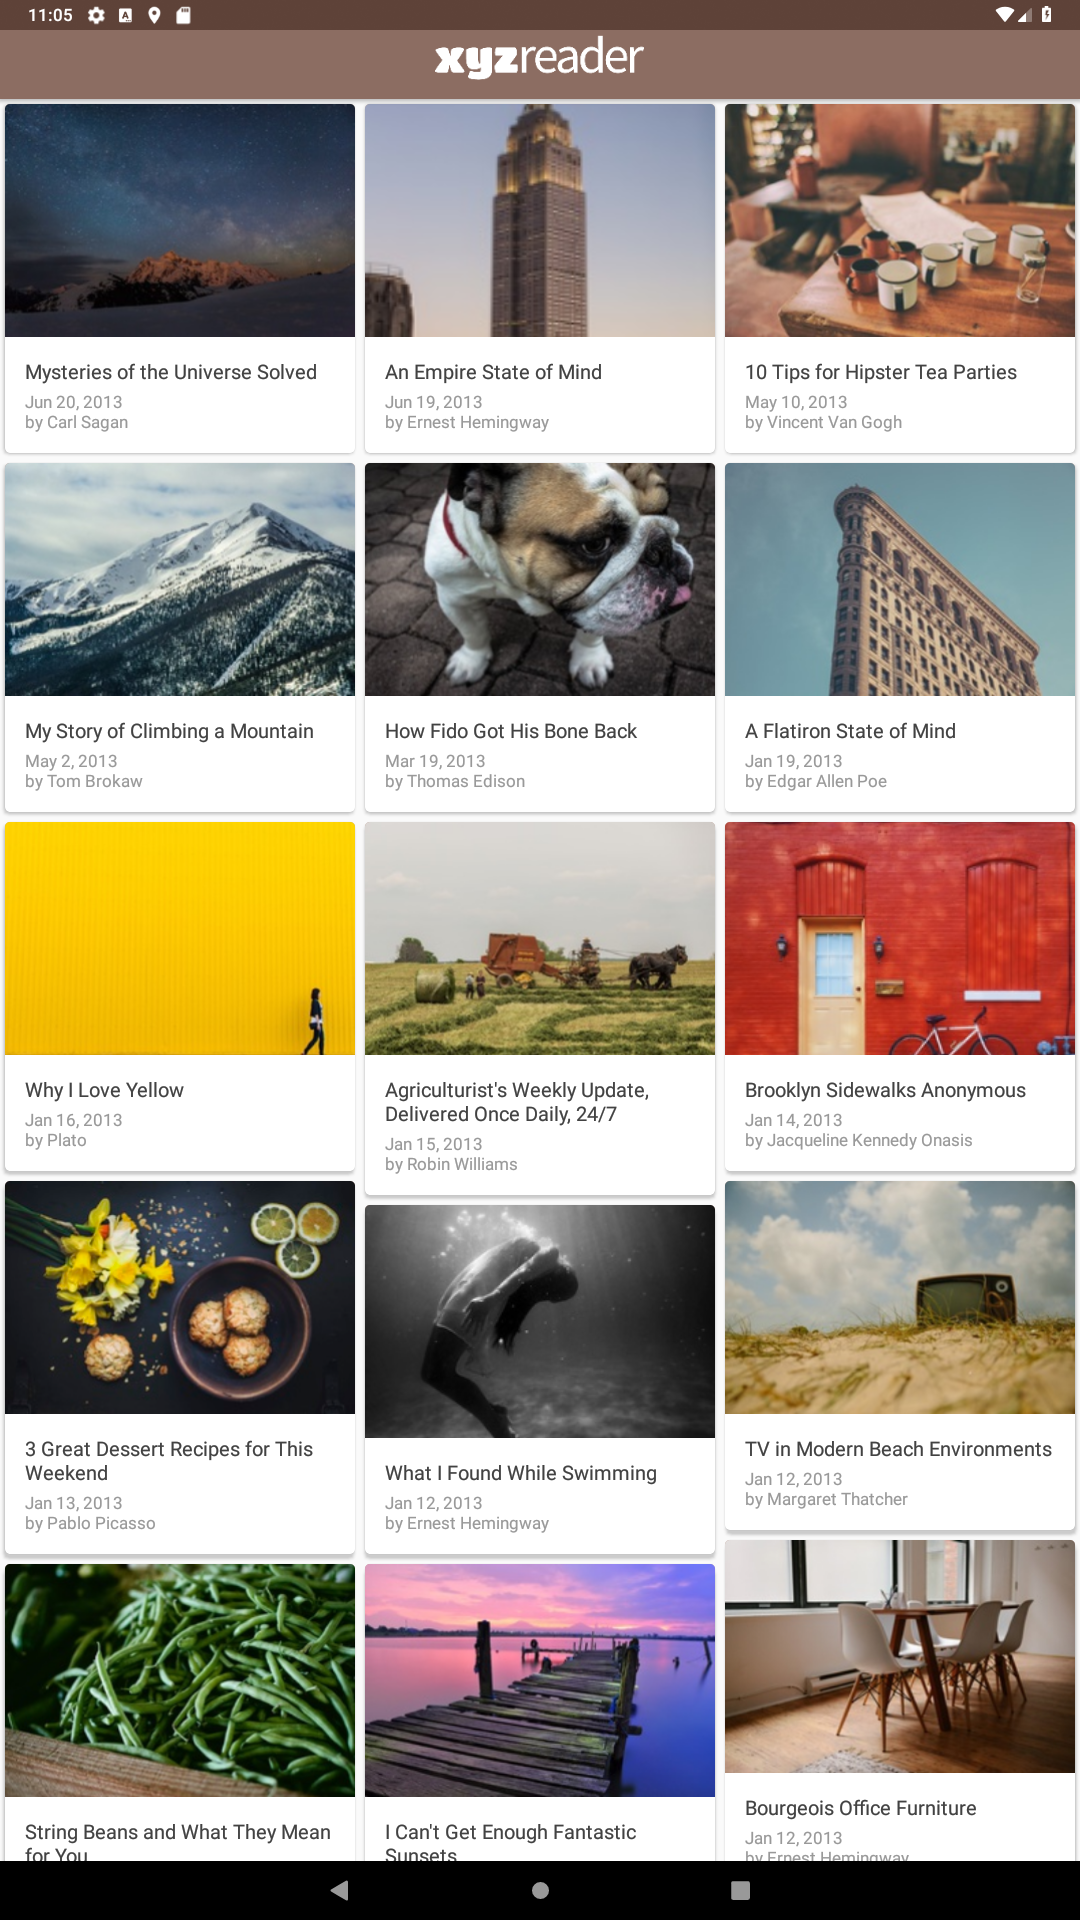 11:05
xyzreader
Mysteries of the Universe Solved
Jun 20, 2013
by Carl Sagan
An Empire State of Mind
Jun 19, 2013
by Ernest Hemingway
10 Tips for Hipster Tea Parties
May 10, 2013
by Vincent Van Gogh
My Story of Climbing a Mountain
May 2, 2013
by Tom Brokaw
How Fido Got His Bone Back
Mar 19, 2013
by Thomas Edison
A Flatiron State of Mind
Jan 19, 2013
by Edgar Allen Poe
Why I Love Yellow
Jan 16, 2013
by Plato
Agriculturist's Weekly Update,
Delivered Once Daily, 24/7
Jan 15, 2013
by Robin Williams
Brooklyn Sidewalks Anonymous
Jan 14, 2013
by Jacqueline Kennedy Onasis
3 Great Dessert Recipes for This
Weekend
Jan 13, 2013
by Pablo Picasso
What I Found While Swimming
Jan 12, 2013
by Ernest Hemingway
TV in Modern Beach Environments
Jan 12, 2013
by Margaret Thatcher
String Beans and What They Mean
for You
I Can't Get Enough Fantastic
Sunsets
Bourgeois Office Furniture
Jan 12, 2013
by Ernest Hemingway